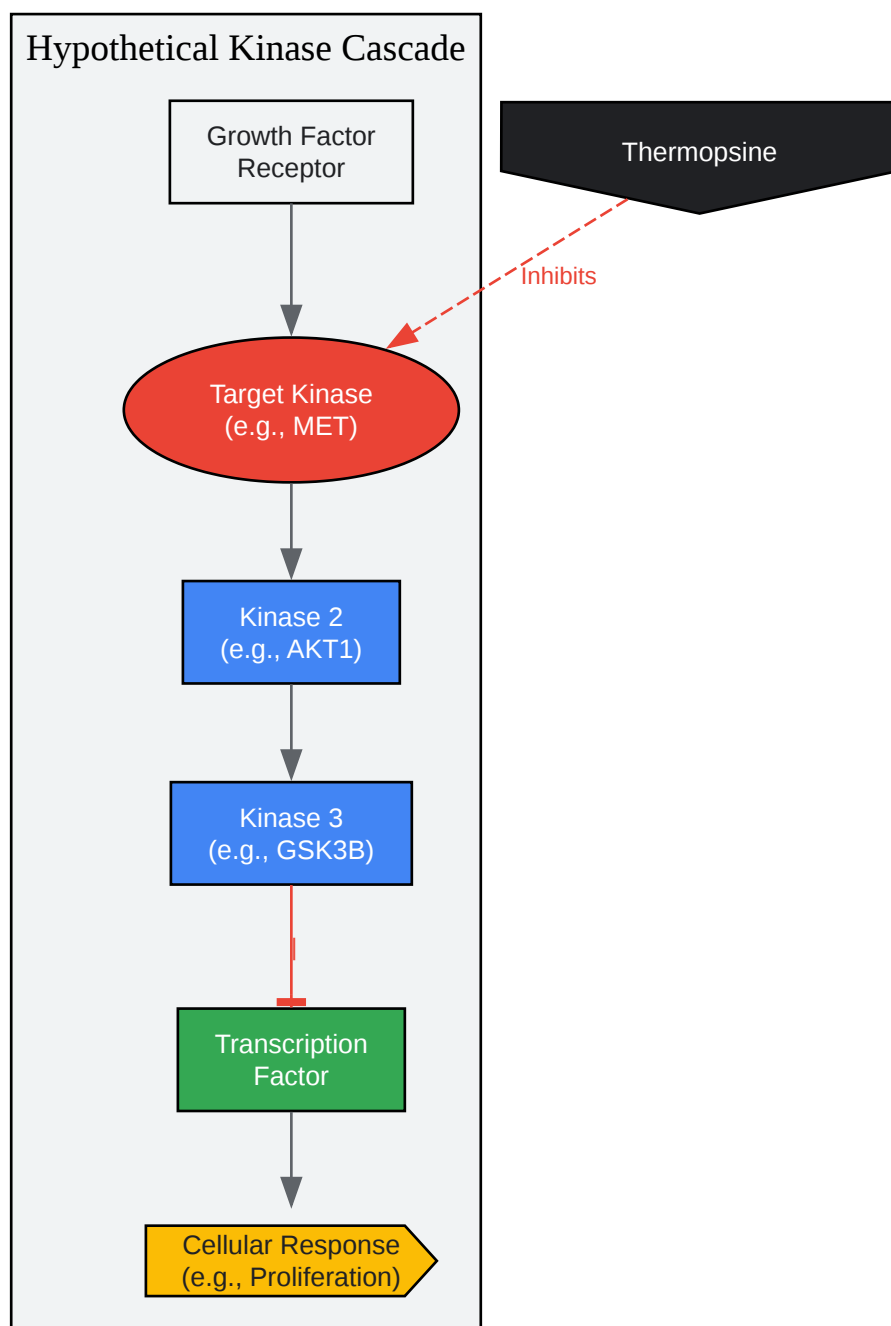 Hypothetical Kinase Cascade
Growth Factor
Receptor
Thermopsine
Inhibits
Target Kinase
(e.g., MET)
Kinase 2
(e.g., AKT1)
Kinase 3
(e.g., GSK3B)
Transcription
Factor
Cellular Response
(e.g., Proliferation)